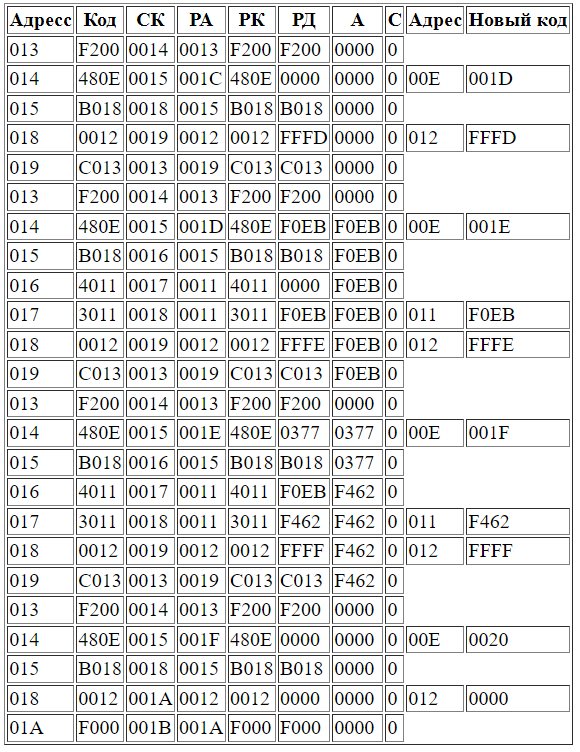 Адресс Код СК РА РК РД А С Адрес Новый код
013 F200 0014 0013 F200 F200 0000 0
014 480E 0015 001C 480E 0000 0000 0 00E 001D
015 B018 0018 0015 B018 B018 0000 0
018 0012 0019 0012 0012 FFFD 0000 0 012 FFFD
019 C013 0013 0019 C013 C013 0000 0
013 F200 0014 0013 F200 F200 0000 0
014 480E 0015 001D 480E F0EB F0EB 0 00E 001E
015 B018 0016 0015 B018 B018 F0EB 0
016 4011 0017 0011 4011 0000 F0EB 0
017 3011 0018 0011 3011 F0EB F0EB 0 011 F0EB
018 0012 0019 0012 0012 FFFE F0EB 0 012 FFFE
019 C013 0013 0019 C013 C013 F0EB 0
013 F200 0014 0013 F200 F200 0000 0
014 480E 0015 001E 480E 0377 0377 0 00E 001F
015 B018 0016 0015 B018 B018 0377 0
016 4011 0017 0011 4011 F0EB F462 0
017 3011 0018 0011 3011 F462 F462 0 011 F462
018 0012 0019 0012 0012 FFFF F462 0 012 FFFF
019 C013 0013 0019 C013 C013 F462 0
013 F200 0014 0013 F200 F200 0000 0
014 480E 0015 001F 480E 0000 0000 0 00E 0020
015 B018 0018 0015 B018 B018 0000 0
018 0012 001A 0012 0012 0000 0000 0 012 0000
01A F000 001B 001A F000 F000 0000 0